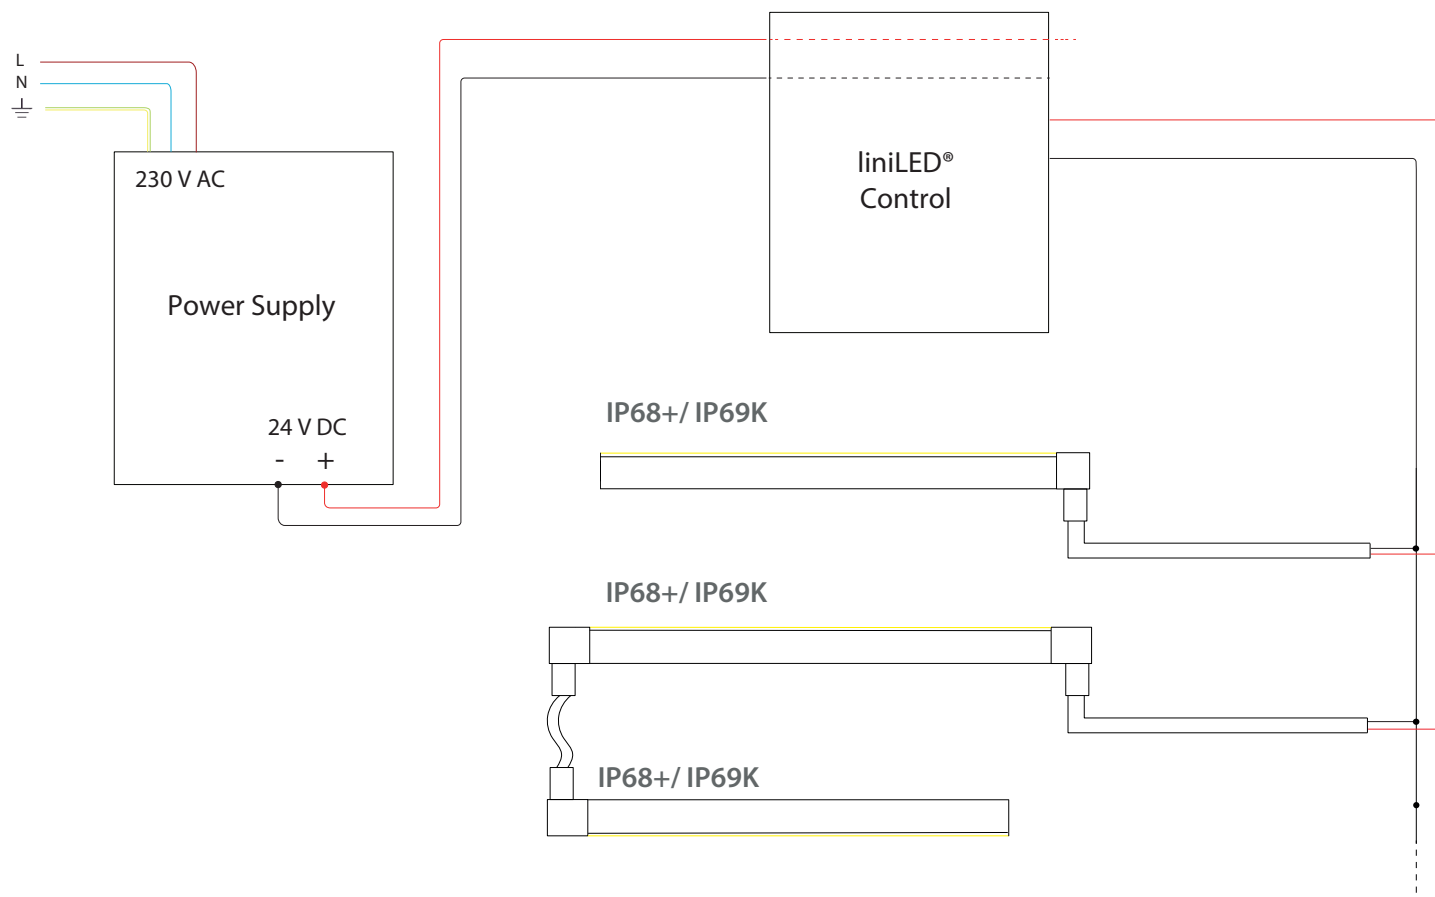 L
N
230 V AC
Power Supply
24 V DC
- +
liniLED®
Control
IP68+/ IP69K
IP68+/ IP69K
IP68+/ IP69K